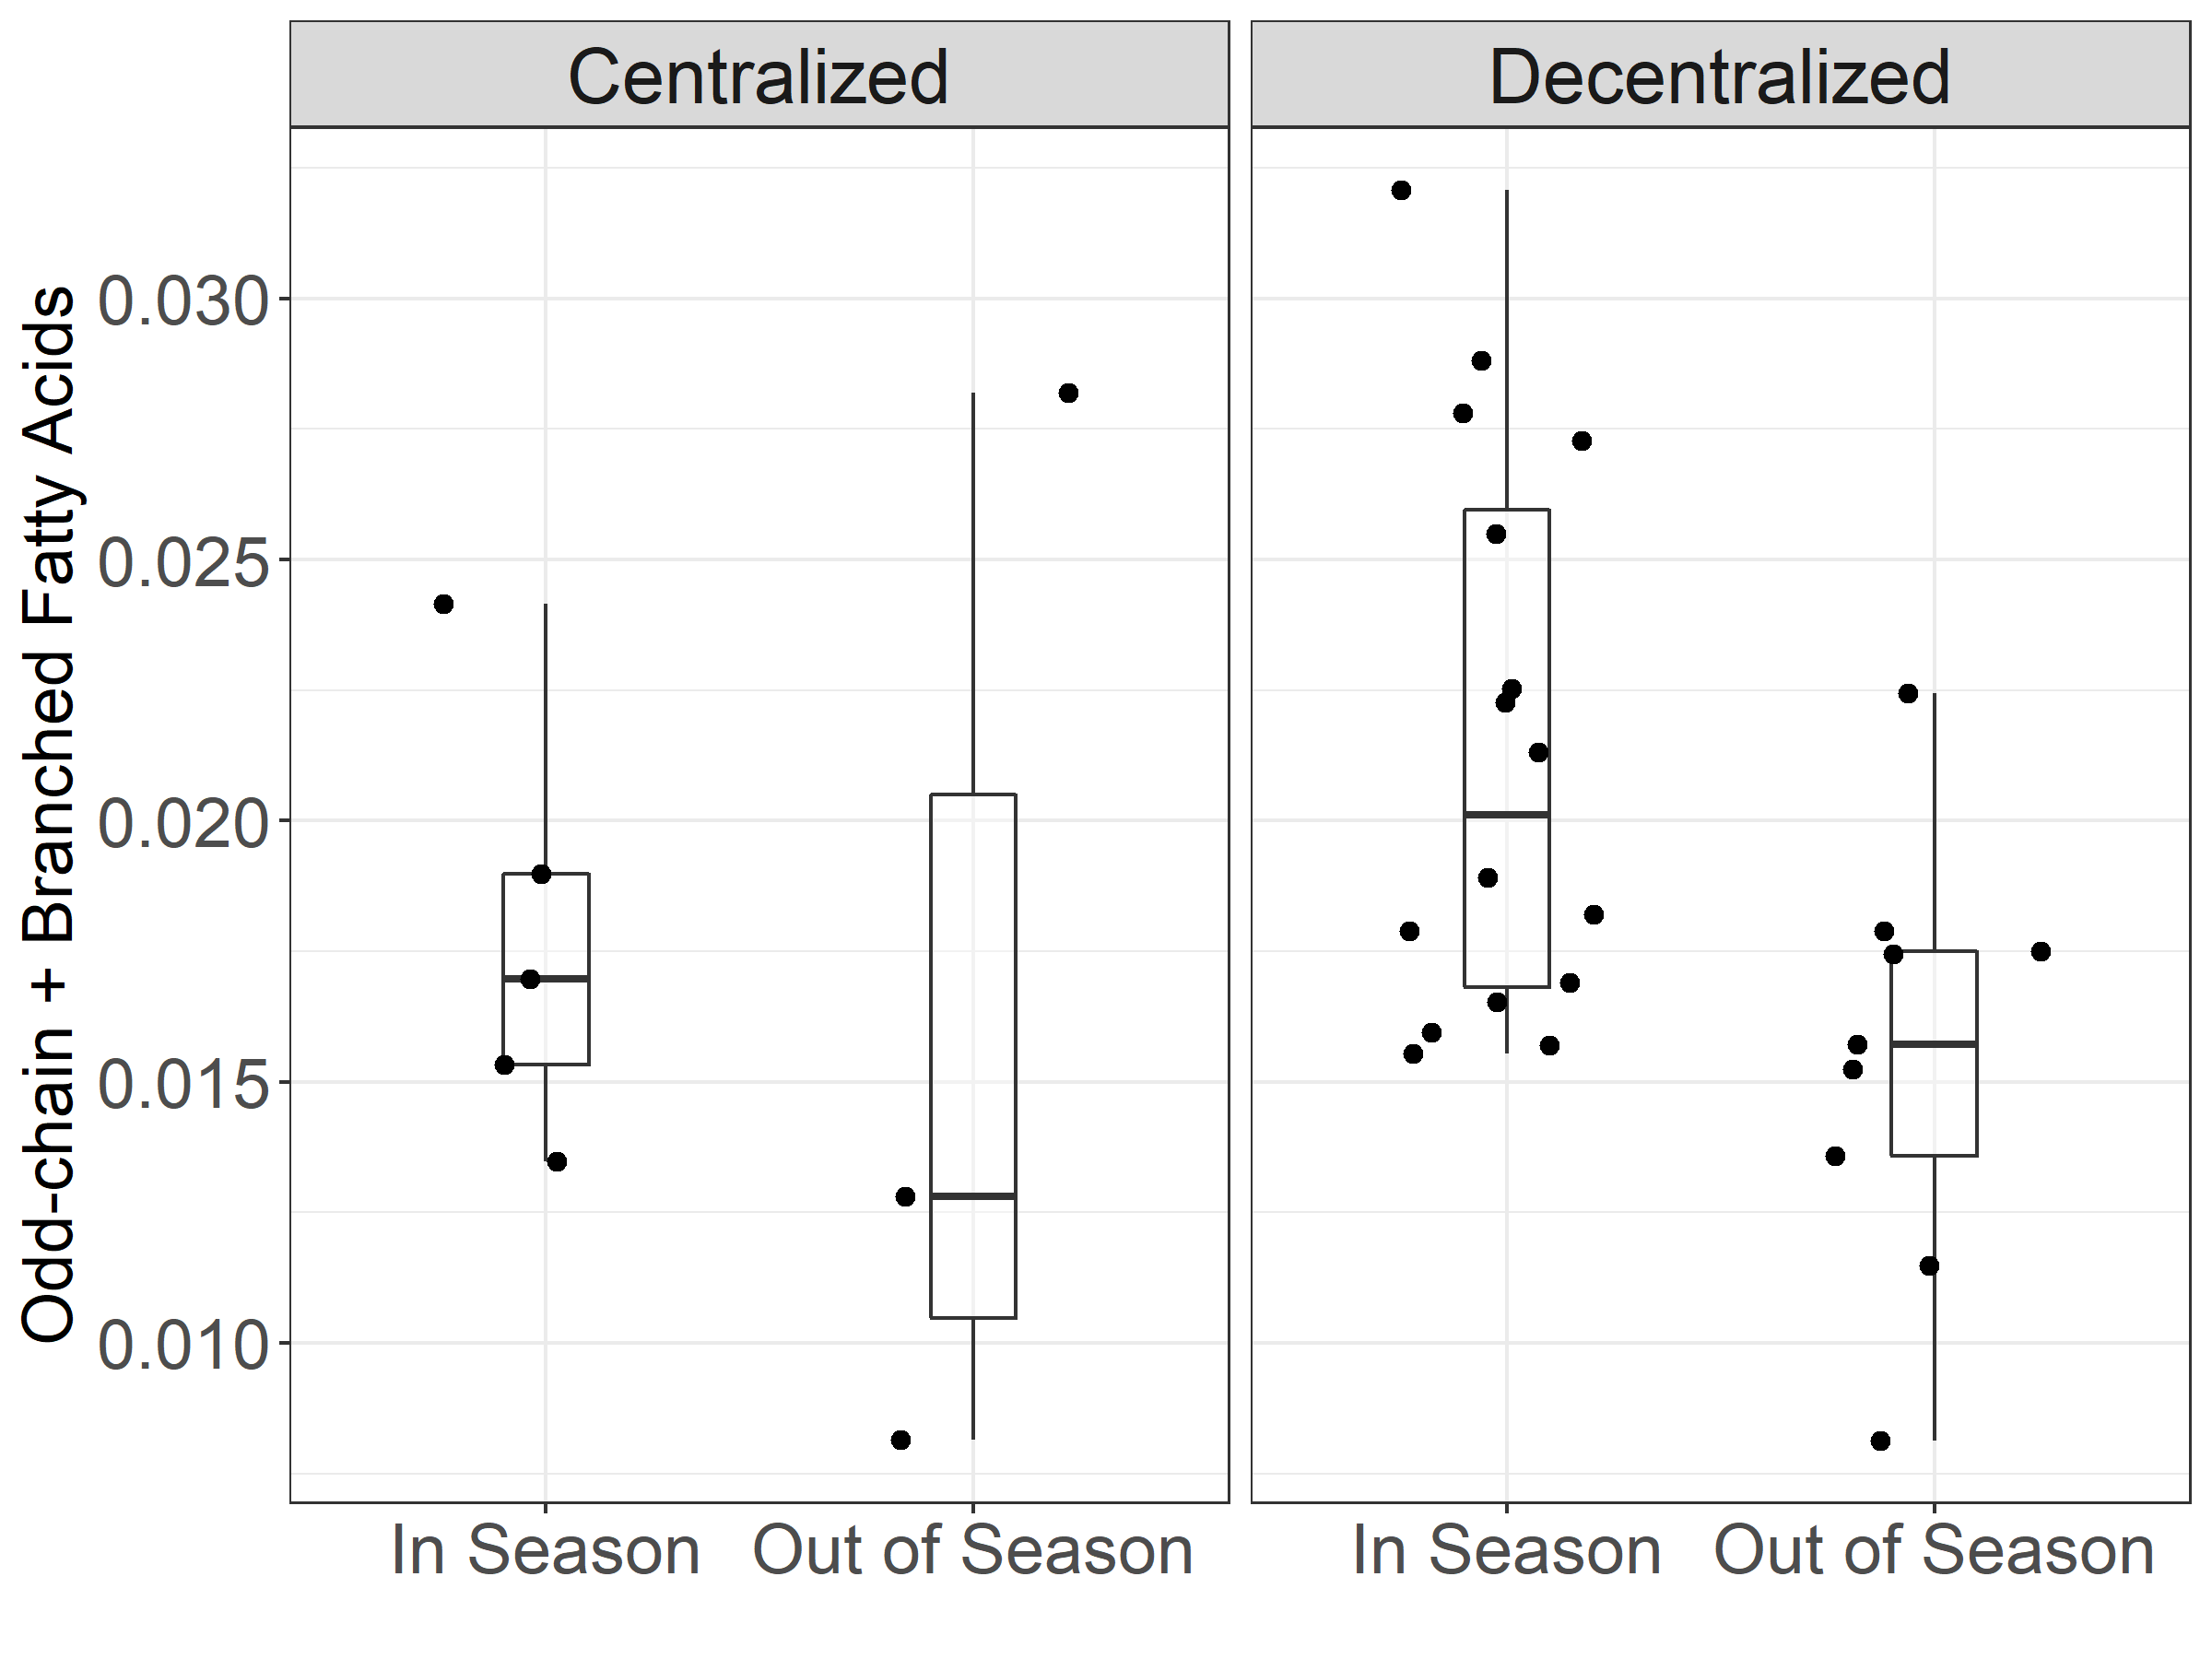 Centralized
Decentralized
Odd-chain + Branched Fatty Acids
0.030
0.025
0.020
0.015
0.010
In Season
Out of Season
In Season
Out of Season